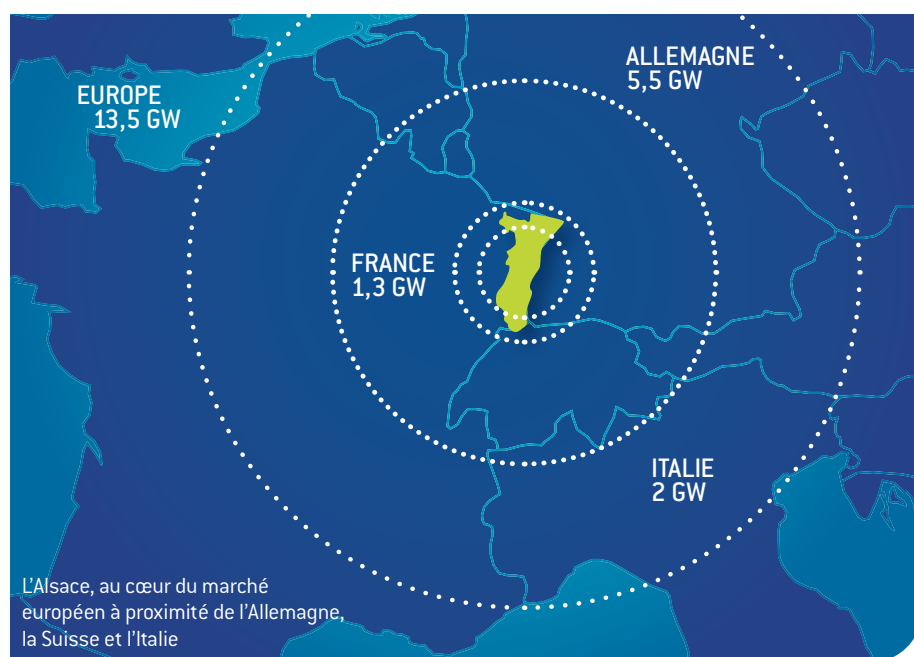 ALLEMAGNE
5,5 GW
EUROPE
13,5 GW
FRANCE
1,3 GW
ITALIE
2 GW
L’Alsace, au cœur du marché
européen à proximité de l’Allemagne,
la Suisse et l’Italie